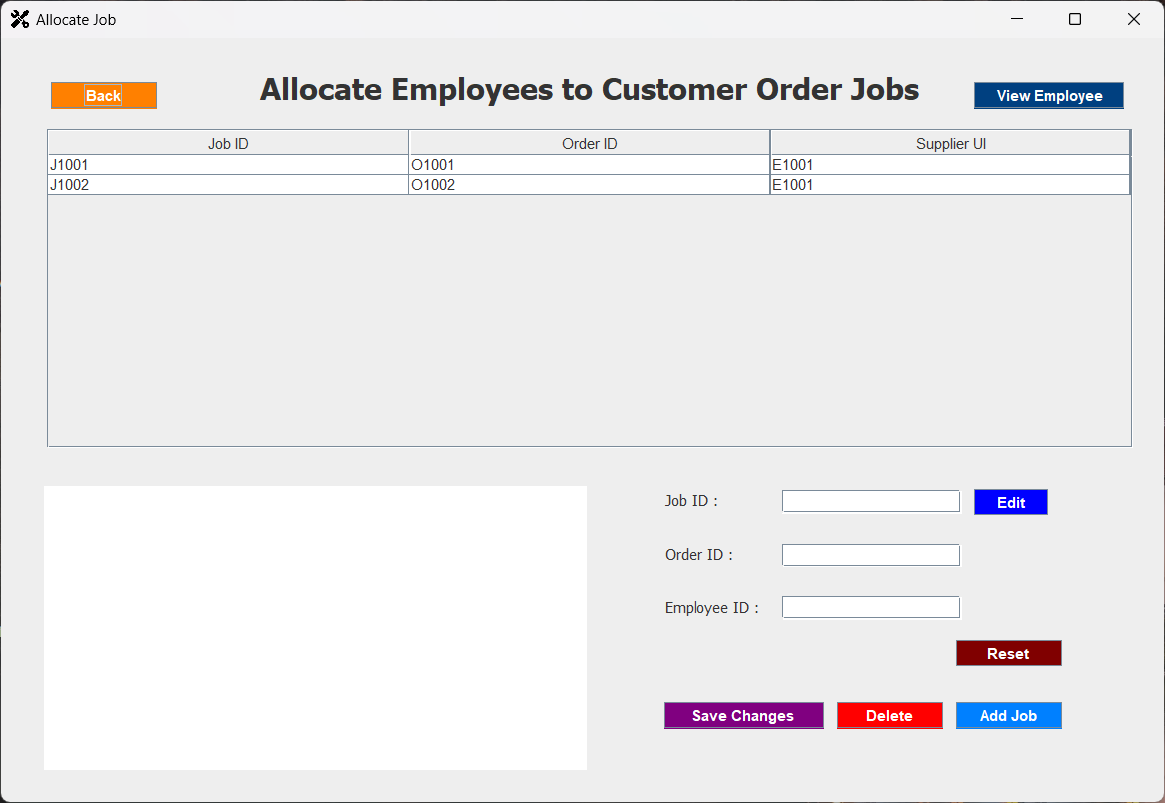 Allocate Job
Back
Allocate Employees to Customer Order Jobs
View Employee
Job ID Order ID Supplier UI
J1001 O1001 E1001
J1002 O1002 E1001
Job ID :
Edit
Order ID :
Employee ID :
Reset
Save Changes Delete Add Job